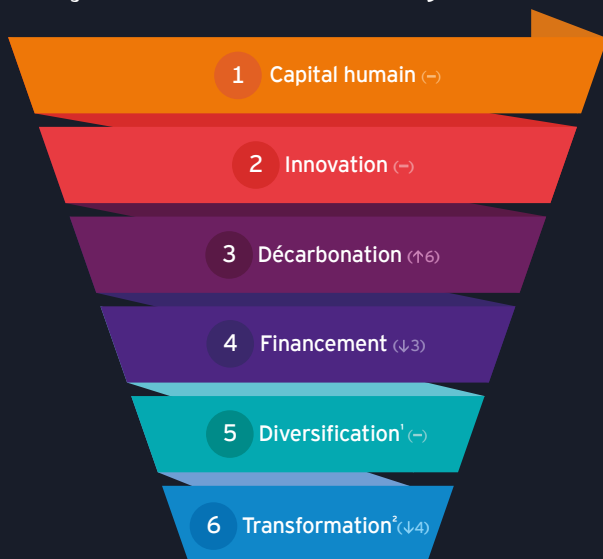 1 Capital humain (–)
2 Innovation (–)
3 Décarbonation (↑6)
4 Financement (↓3)
5 Diversification¹ (–)
6 Transformation² (↓4)